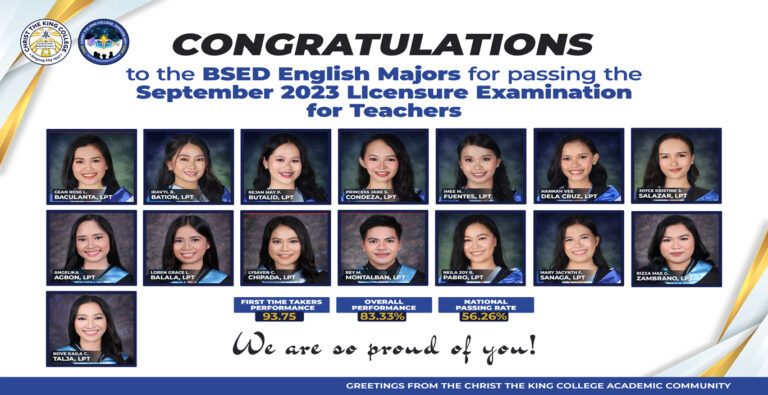 CHRIST THE KING COLLEGE
CONGRATULATIONS
to the BSED English Majors for passing the
September 2023 LIcensure Examination
for Teachers
GEAN ROSE L.
BACULANTA, LPT
IRAVYL B.
BATION, LPT
REJAN MAY P.
BUTALID, LPT
PRINCESS JANE S.
CONDEZA, LPT
IMEE M.
FUENTES, LPT
HANNAH VEE
DELA CRUZ, LPT
JOYCE KRISTINE S.
SALAZAR, LPT
ANGELIKA
AGBON, LPT
LOREN GRACE L.
BALALA, LPT
LYSAVEN C.
CHIPADA, LPT
REY M.
MONTALBAN, LPT
NEILA JOY B.
PABRO, LPT
MARY JACYNTH P.
SANAGA, LPT
RIZZA MAE G.
ZAMBRANO, LPT
NOVE KAILA C.
TALJA, LPT
FIRST TIME TAKERS
PERFORMANCE
93.75
OVERALL
PERFORMANCE
83.33%
NATIONAL
PASSING RATE
56.26%
We are so proud of you!
GREETINGS FROM THE CHRIST THE KING COLLEGE ACADEMIC COMMUNITY